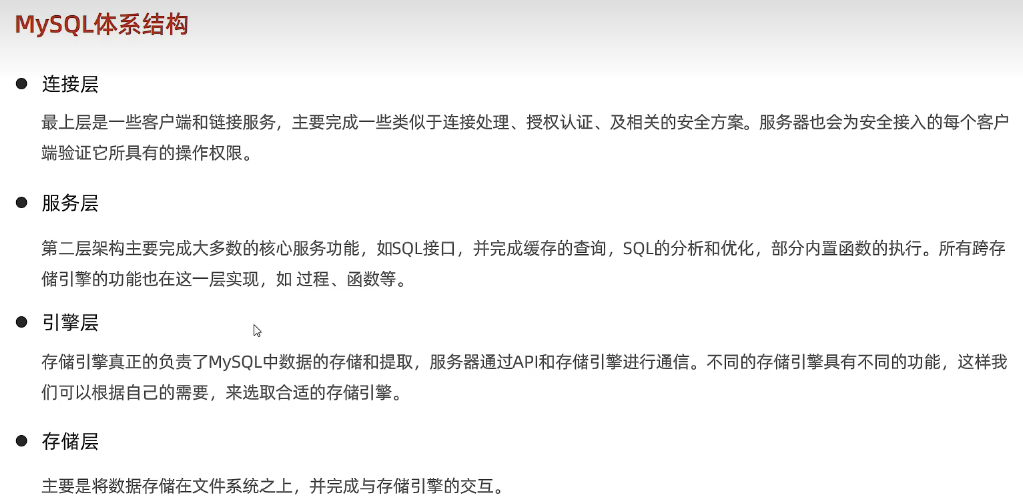 MySQL体系结构
● 连接层
最上层是一些客户端和链接服务，主要完成一些类似于连接处理、授权认证、及相关的安全方案。服务器也会为安全接入的每个客户
端验证它所具有的操作权限。
● 服务层
第二层架构主要完成大多数的核心服务功能，如SQL接口，并完成缓存的查询，SQL的分析和优化，部分内置函数的执行。所有跨存
储引擎的功能也在这一层实现，如 过程、函数等。
● 引擎层
存储引擎真正的负责了MySQL中数据的存储和提取，服务器通过API和存储引擎进行通信。不同的存储引擎具有不同的功能，这样我
们可以根据自己的需要，来选取合适的存储引擎。
● 存储层
主要是将数据存储在文件系统之上，并完成与存储引擎的交互。